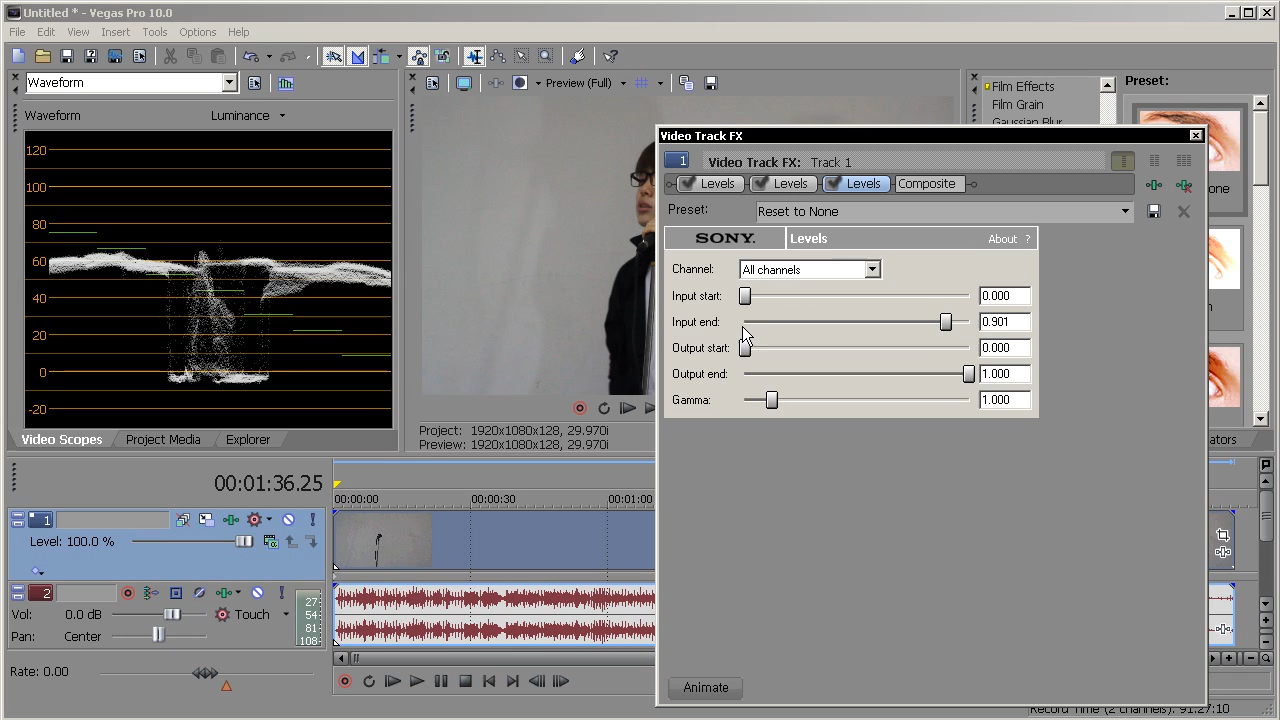 Untitled * - Vegas Pro 10.0
File Edit View Insert Tools Options Help
Waveform
Preview (Full)
Film Effects
Film Grain
Gaussian Blur
Preset:
Waveform
Luminance
120
100
80
60
40
20
0
-20
Video Track FX
1
Video Track FX: Track 1
Levels
Levels
Levels
Composite
Preset:
Reset to None
SONY.
Levels
About ?
Channel:
All channels
Input start:
0.000
Input end:
0.901
Output start:
0.000
Output end:
1.000
Gamma:
1.000
Animate
Project: 1920x1080x128, 29.970i
Preview: 1920x1080x128, 29.970i
Video Scopes
Project Media
Explorer
00:01:36.25
00:00:00
00:00:30
00:01:00
1
Level: 100.0 %
2
Vol: 0.0 dB
Touch
Pan: Center
27
54
81
108
Rate: 0.00
Record Time (2 channels): 91:27:10